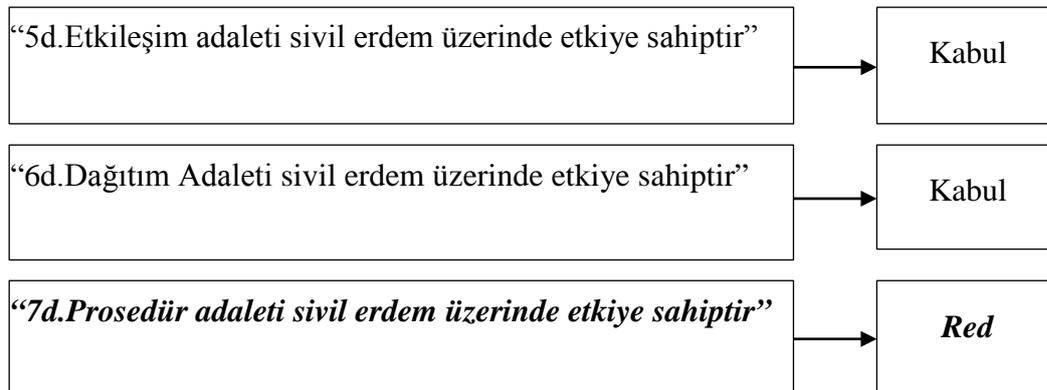 “5d.Etkileşim adaleti sivil erdem üzerinde etkiye sahiptir”
Kabul
“6d.Dağıtım Adaleti sivil erdem üzerinde etkiye sahiptir”
Kabul
“7d.Prosedür adaleti sivil erdem üzerinde etkiye sahiptir”
Red